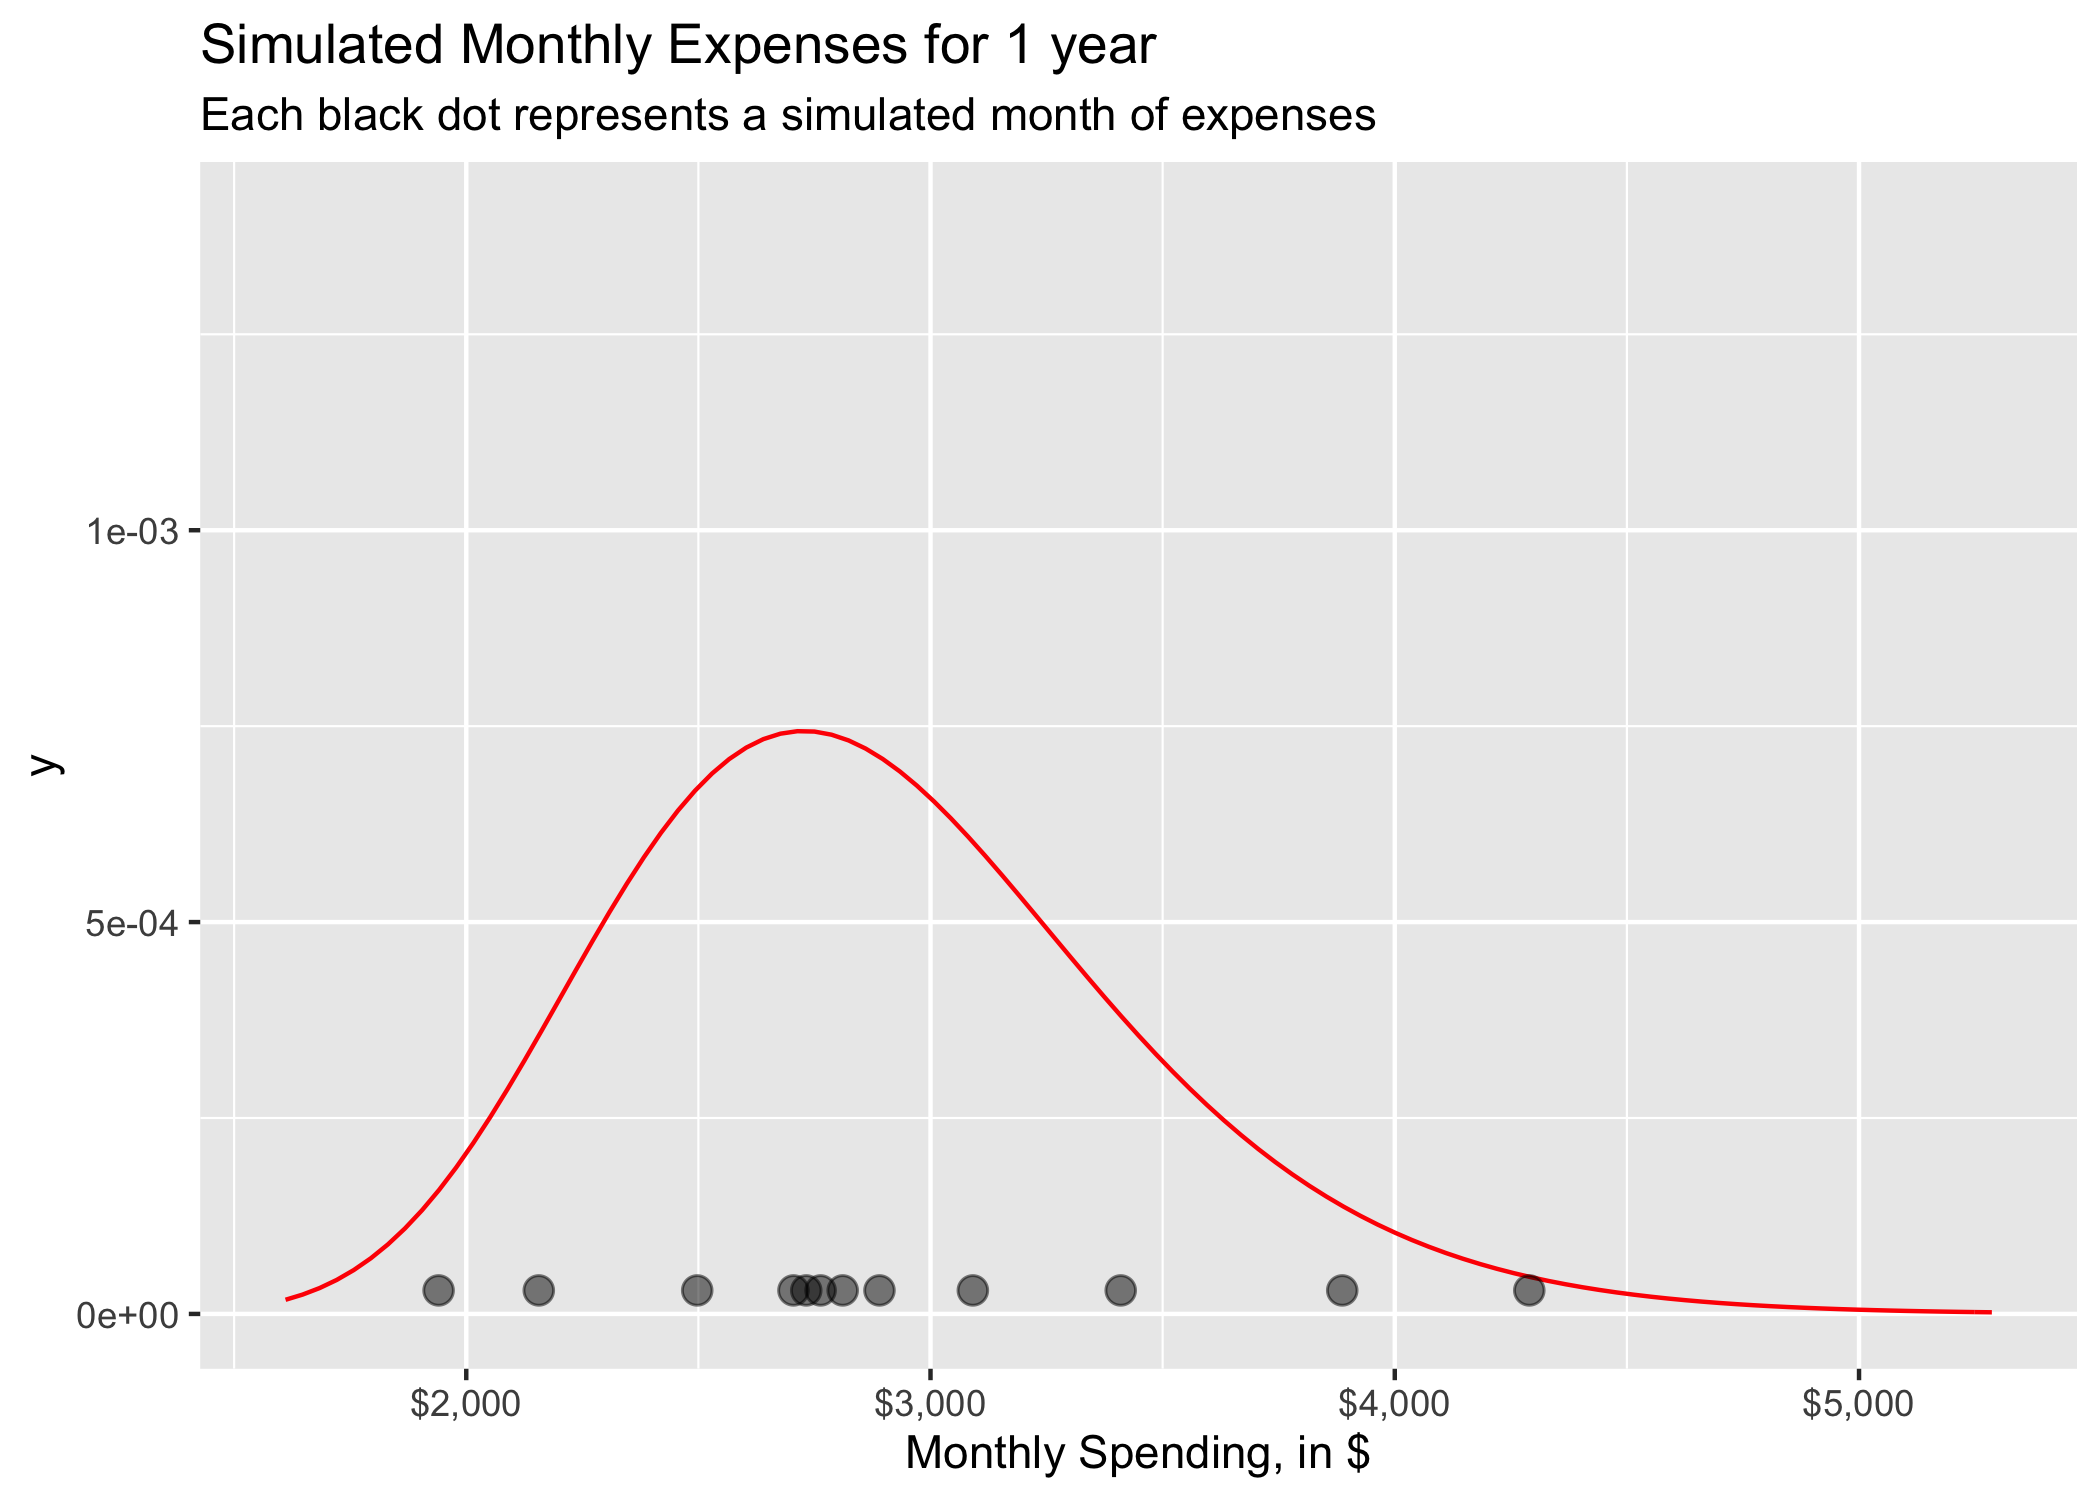 Simulated Monthly Expenses for 1 year
Each black dot represents a simulated month of expenses
1e-03
5e-04
0e+00
y
$2,000
$3,000
$4,000
$5,000
Monthly Spending, in $